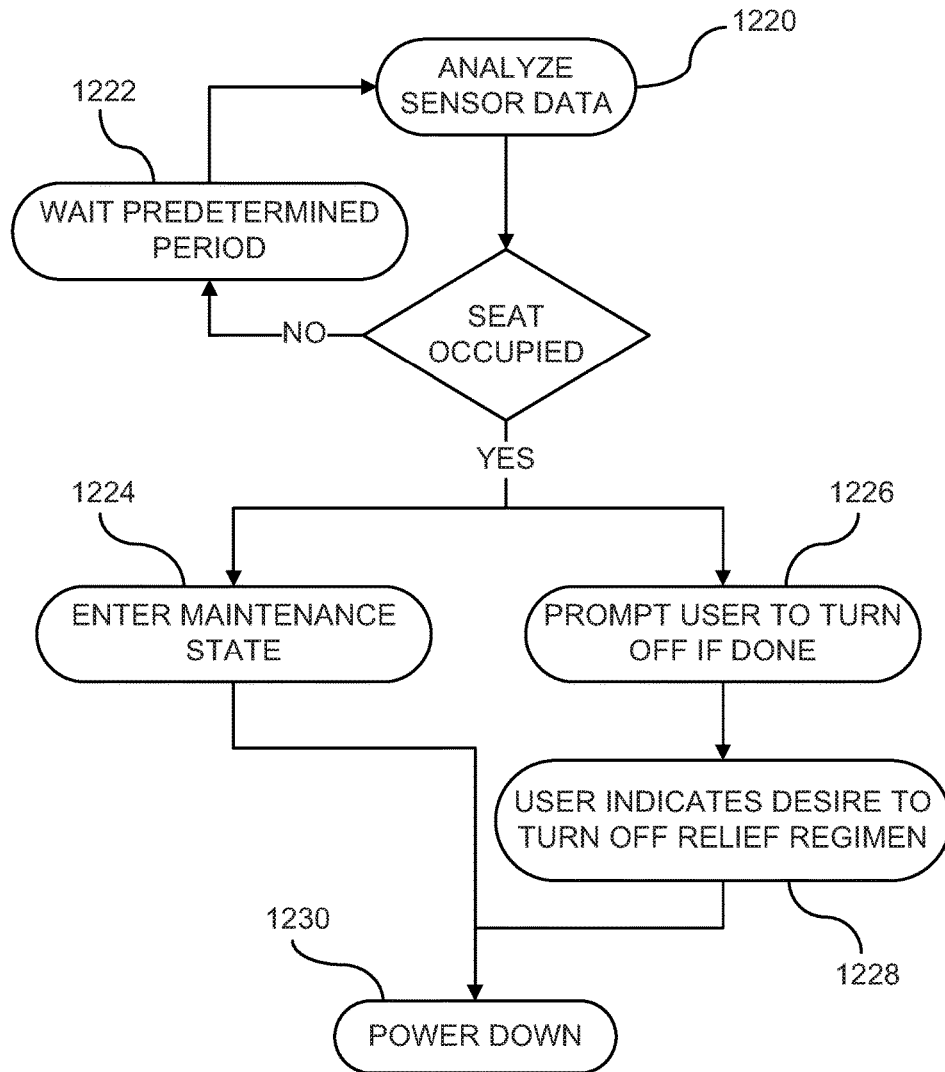 1220
ANALYZE
SENSOR DATA
1222
WAIT PREDETERMINED
PERIOD
SEAT
OCCUPIED
NO
YES
1224
1226
ENTER MAINTENANCE
STATE
PROMPT USER TO TURN
OFF IF DONE
USER INDICATES DESIRE TO
TURN OFF RELIEF REGIMEN
1230
1228
POWER DOWN